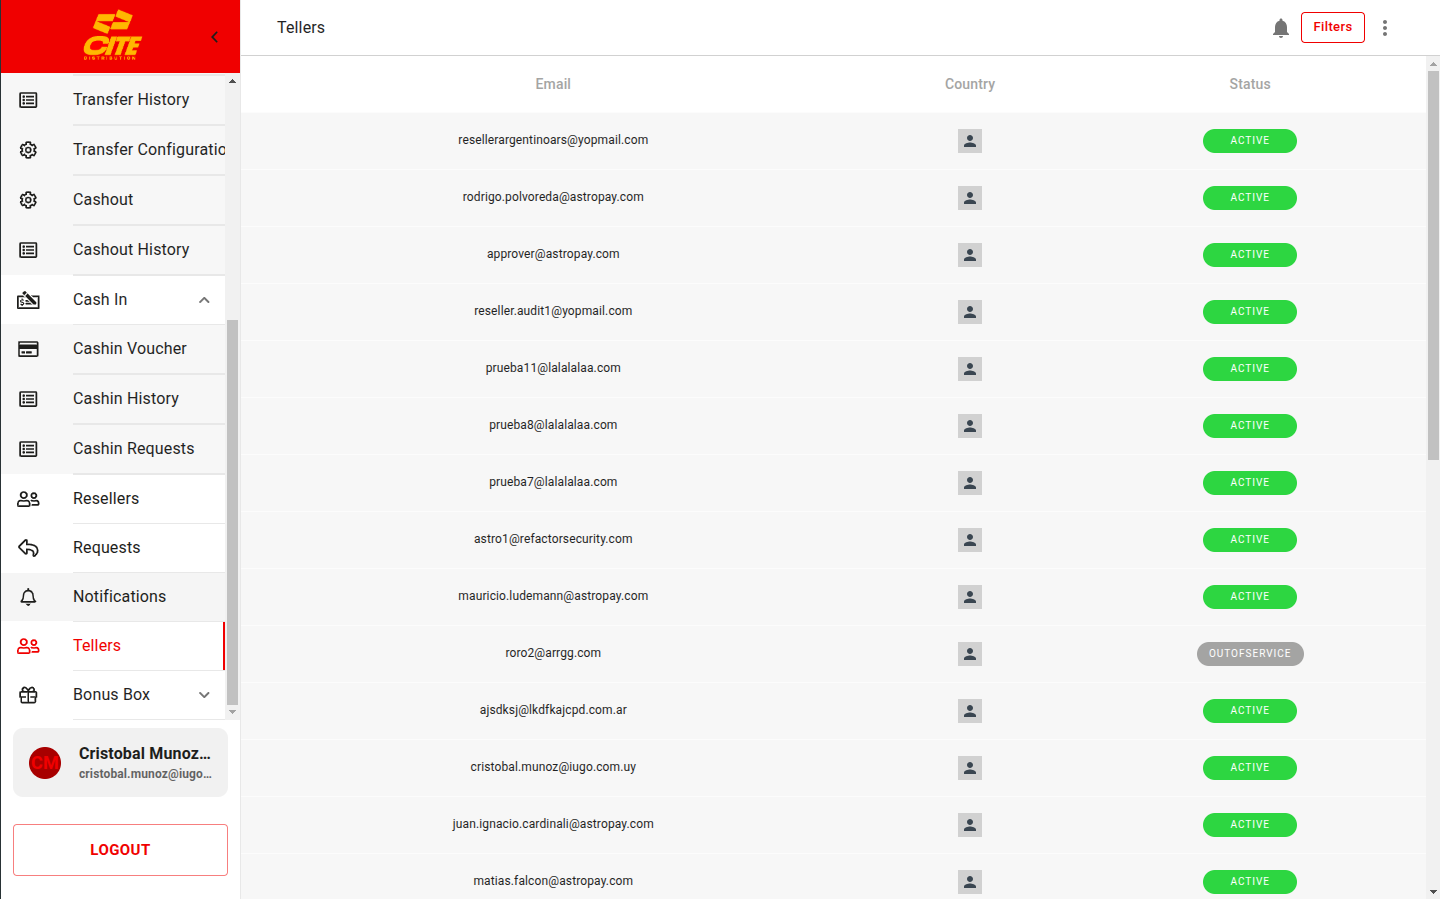 CITE
DISTRIBUTION
Tellers
Filters
Transfer History
Transfer Configuratio
Cashout
Cashout History
Cash In
Cashin Voucher
Cashin History
Cashin Requests
Resellers
Requests
Notifications
Tellers
Bonus Box
CM
Cristobal Munoz...
cristobal.munoz@iugo...
LOGOUT
Email Country Status
resellerargentinoars@yopmail.com ACTIVE
rodrigo.polvoreda@astropay.com ACTIVE
approver@astropay.com ACTIVE
reseller.audit1@yopmail.com ACTIVE
prueba11@lalalalaa.com ACTIVE
prueba8@lalalalaa.com ACTIVE
prueba7@lalalalaa.com ACTIVE
astro1@refactorsecurity.com ACTIVE
mauricio.ludemann@astropay.com ACTIVE
roro2@arrgg.com OUTOFSERVICE
ajsdksj@lkdfkajcpd.com.ar ACTIVE
cristobal.munoz@iugo.com.uy ACTIVE
juan.ignacio.cardinali@astropay.com ACTIVE
matias.falcon@astropay.com ACTIVE